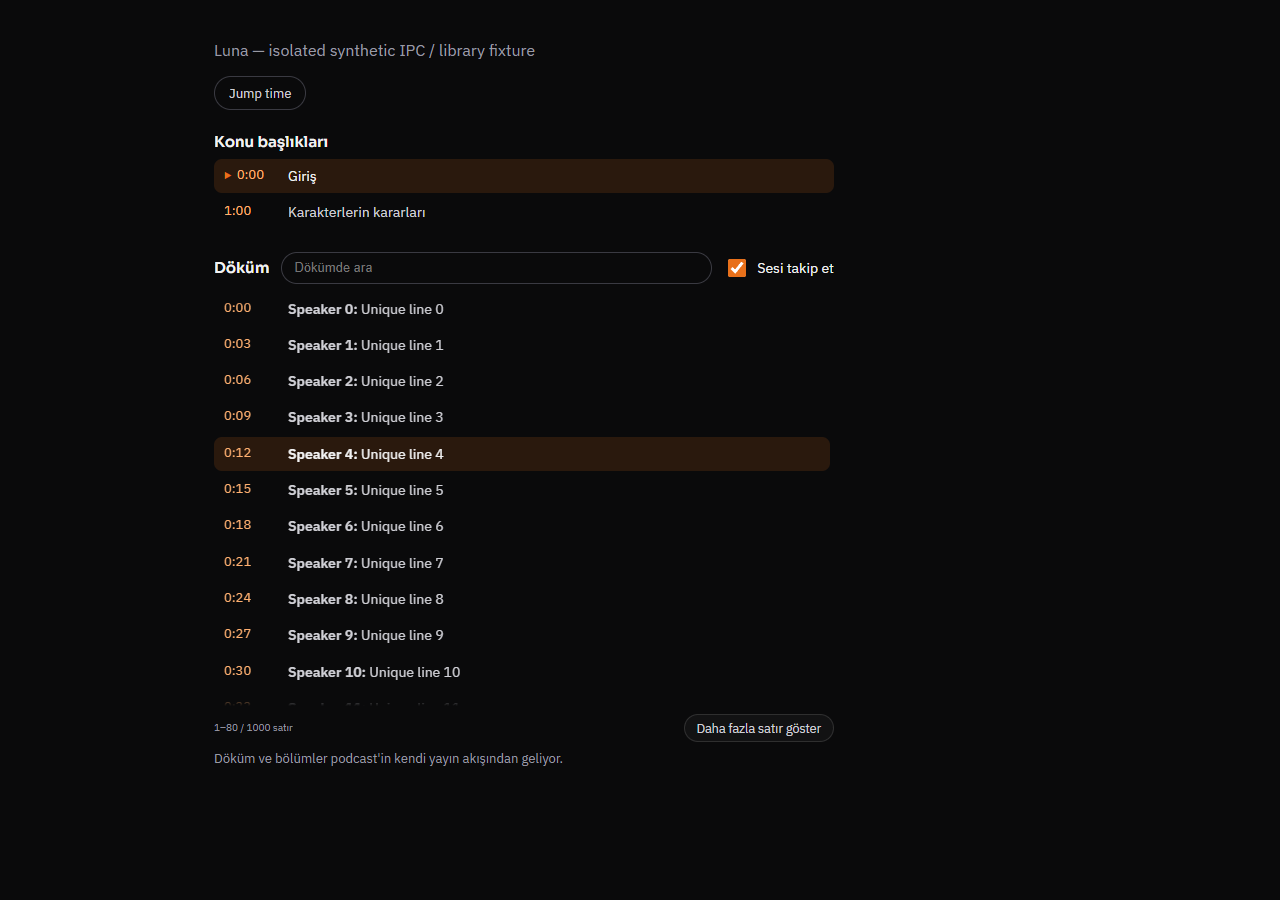 Luna — isolated synthetic IPC / library fixture
Jump time
Konu başlıkları
▶ 0:00 Giriş
1:00 Karakterlerin kararları
Döküm Dökümde ara Sesi takip et
0:00 Speaker 0: Unique line 0
0:03 Speaker 1: Unique line 1
0:06 Speaker 2: Unique line 2
0:09 Speaker 3: Unique line 3
0:12 Speaker 4: Unique line 4
0:15 Speaker 5: Unique line 5
0:18 Speaker 6: Unique line 6
0:21 Speaker 7: Unique line 7
0:24 Speaker 8: Unique line 8
0:27 Speaker 9: Unique line 9
0:30 Speaker 10: Unique line 10
1–80 / 1000 satır Daha fazla satır göster
Döküm ve bölümler podcast'in kendi yayın akışından geliyor.